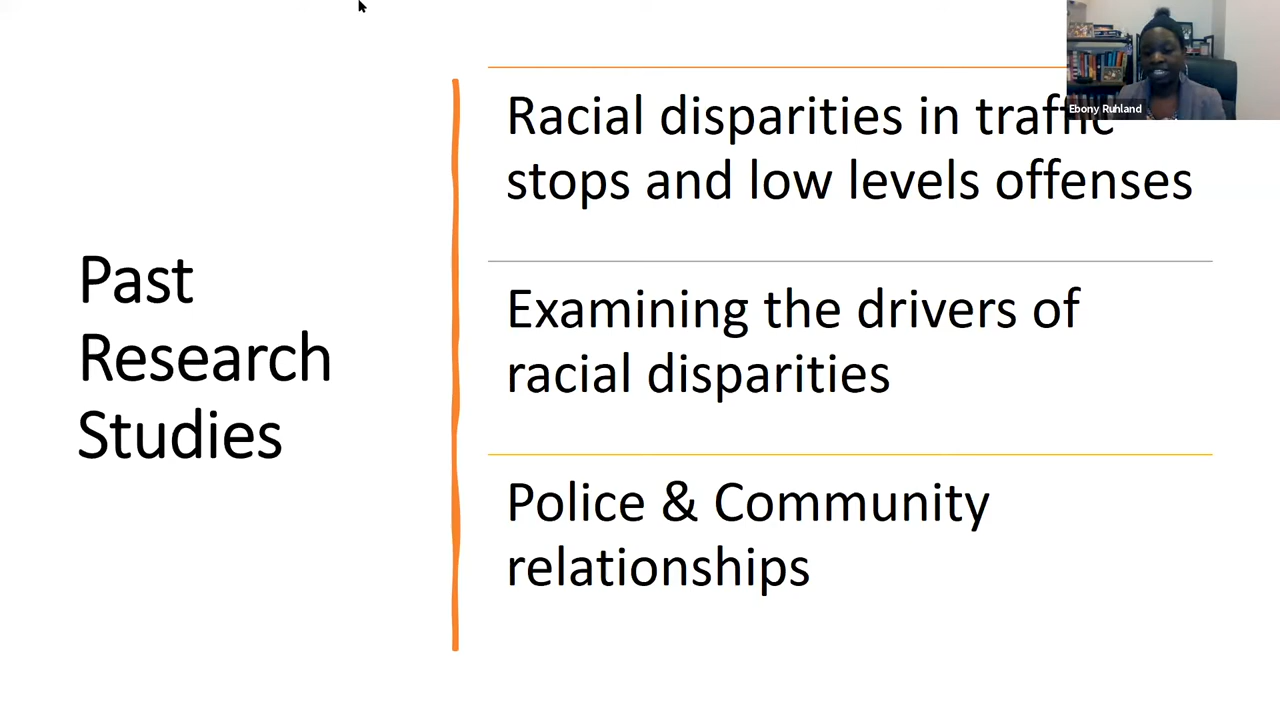 Past
Research
Studies
Racial disparities in traffic
stops and low levels offenses
Examining the drivers of
racial disparities
Police & Community
relationships
Ebony Ruhland